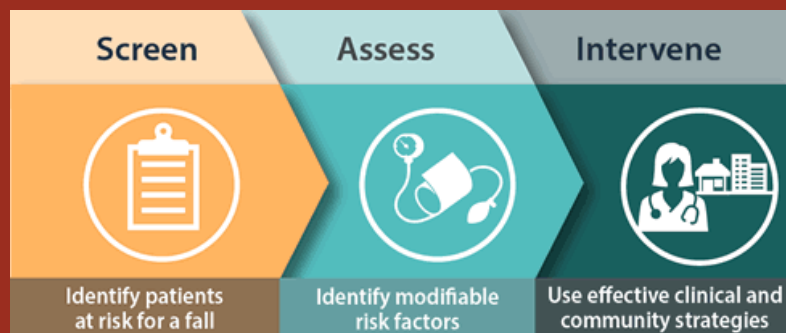 Screen
Assess
Intervene
Identify patients
at risk for a fall
Identify modifiable
risk factors
Use effective clinical and
community strategies